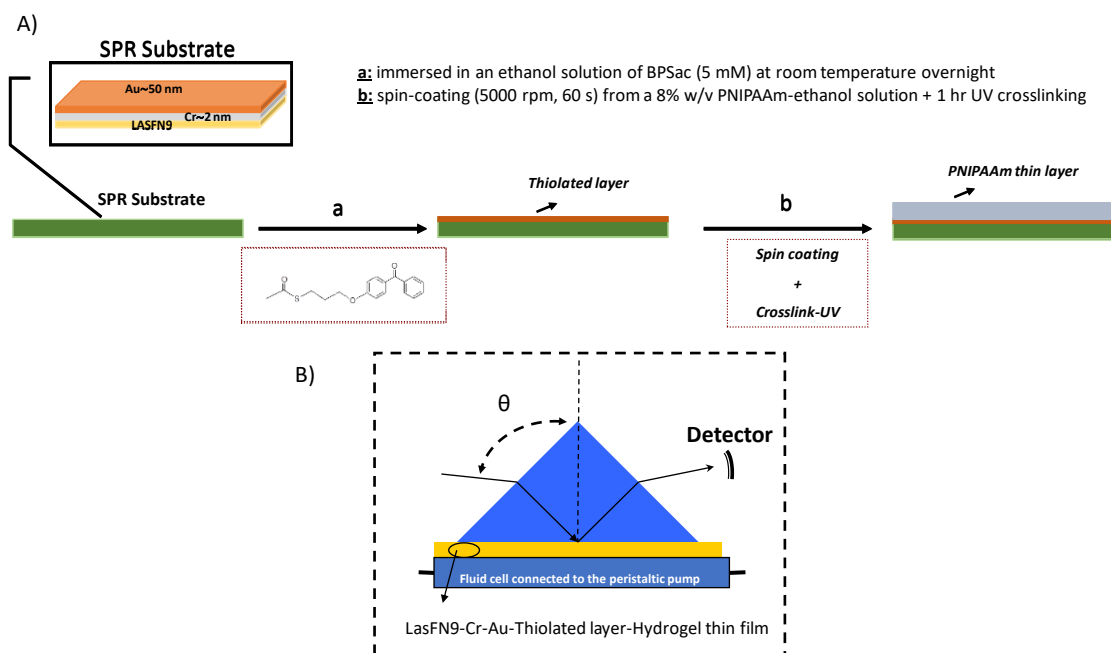 A)
SPR Substrate
Au~50 nm
Cr~2 nm
LASFN9
a: immersed in an ethanol solution of BPSac (5 mM) at room temperature overnight
b: spin-coating (5000 rpm, 60 s) from a 8% w/v PNIPAAm-ethanol solution + 1 hr UV crosslinking
SPR Substrate
a
Thiolated layer
b
PNIPAAm thin layer
O
S
O
O
Spin coating
+
Crosslink-UV
B)
θ
Detector
Fluid cell connected to the peristaltic pump
LasFN9-Cr-Au-Thiolated layer-Hydrogel thin film